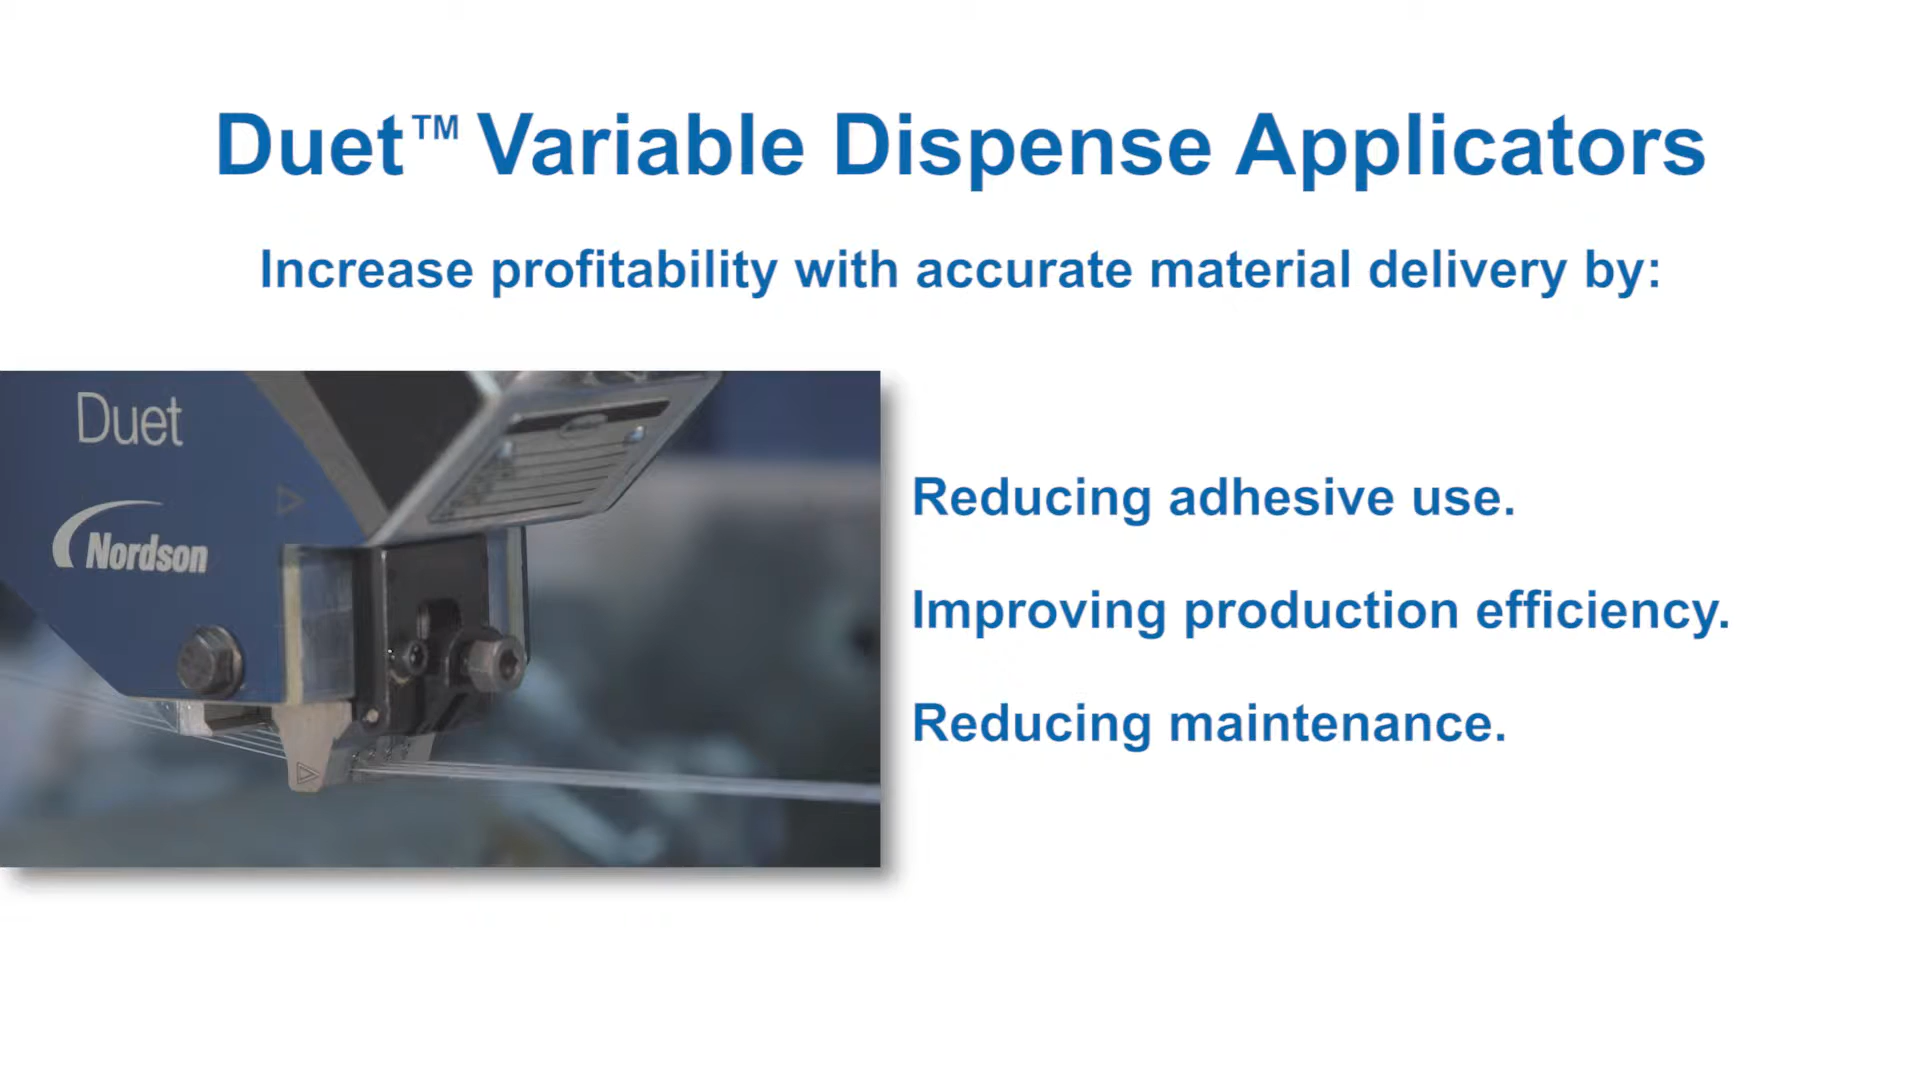 Duet™ Variable Dispense Applicators
Increase profitability with accurate material delivery by:
Duet
Nordson
Reducing adhesive use.
Improving production efficiency.
Reducing maintenance.